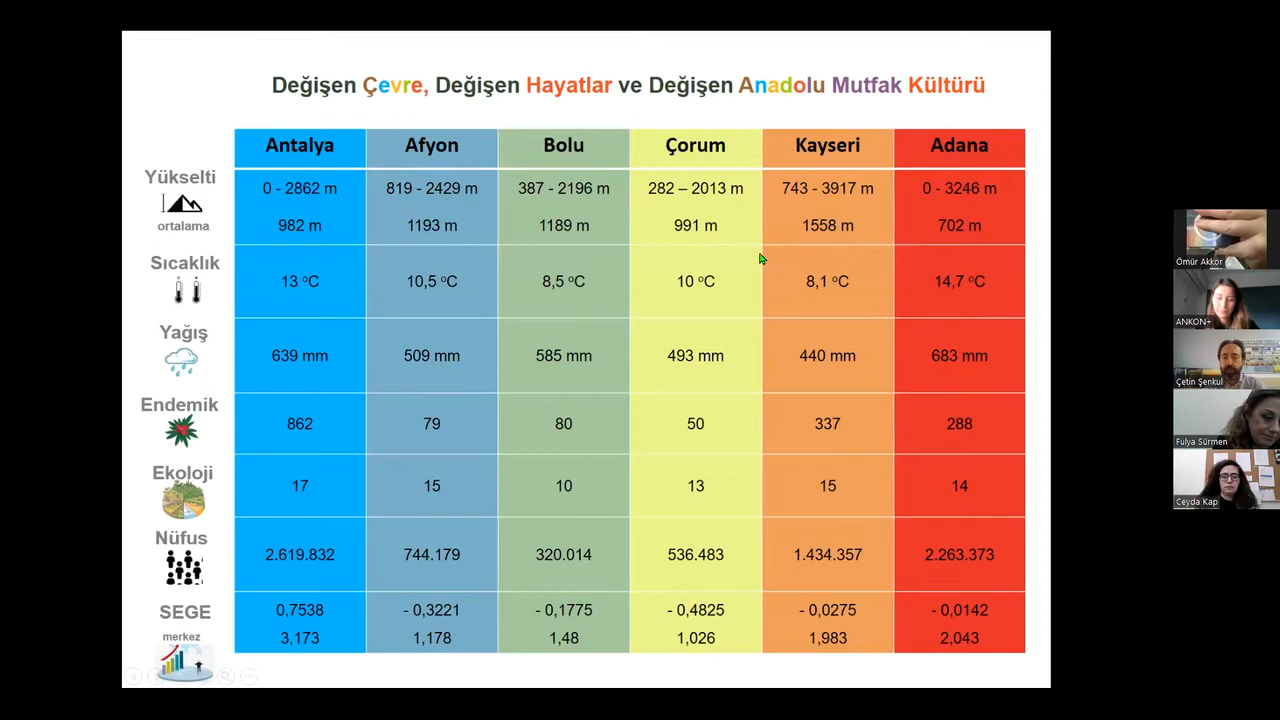 Değişen Çevre, Değişen Hayatlar ve Değişen Anadolu Mutfak Kültürü
Antalya Afyon Bolu Çorum Kayseri Adana
Yükselti 0 - 2862 m 819 - 2429 m 387 - 2196 m 282 – 2013 m 743 - 3917 m 0 - 3246 m
ortalama 982 m 1193 m 1189 m 991 m 1558 m 702 m
Sıcaklık 13 ºC 10,5 ºC 8,5 ºC 10 ºC 8,1 ºC 14,7 ºC
Yağış 639 mm 509 mm 585 mm 493 mm 440 mm 683 mm
Endemik 862 79 80 50 337 288
Ekoloji 17 15 10 13 15 14
Nüfus 2.619.832 744.179 320.014 536.483 1.434.357 2.263.373
SEGE 0,7538 - 0,3221 - 0,1775 - 0,4825 - 0,0275 - 0,0142
merkez 3,173 1,178 1,48 1,026 1,983 2,043
Ömür Akkor
ANKON+
Çetin Şenkul
Fulya Sürmen
Ceyda Kap